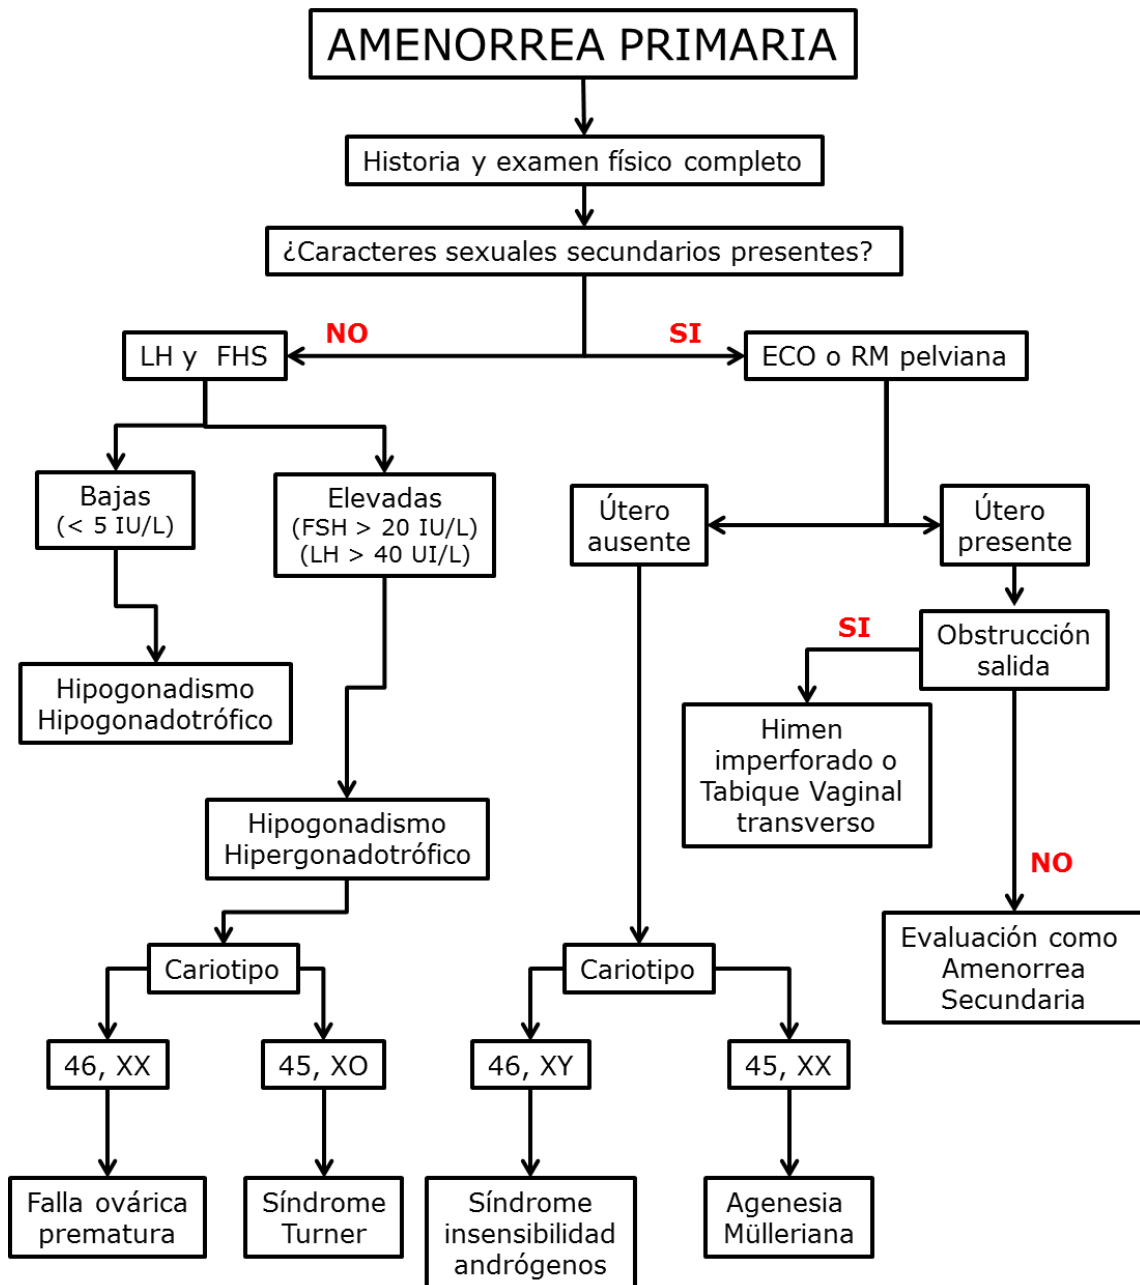 AMENORREA PRIMARIA
Historia y examen físico completo
¿Caracteres sexuales secundarios presentes?
NO
SI
LH y FHS
ECO o RM pelviana
Bajas
(< 5 IU/L)
Elevadas
(FSH > 20 IU/L)
(LH > 40 UI/L)
Útero
ausente
Útero
presente
SI
Obstrucción
salida
Hipogonadismo
Hipogonadotrófico
Himen
imperforado o
Tabique Vaginal
transverso
Hipogonadismo
Hipergonadotrófico
NO
Evaluación como
Amenorrea
Secundaria
Cariotipo
Cariotipo
46, XX
45, XO
46, XY
45, XX
Falla ovárica
prematura
Síndrome
Turner
Síndrome
insensibilidad
andrógenos
Agenesia
Mülleriana